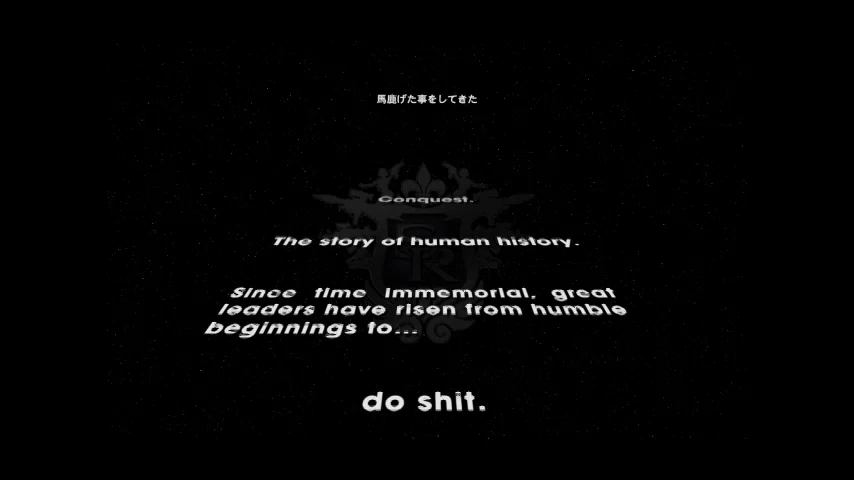 馬鹿げた事をしてきた
Conquest.
The story of human history.
Since time immemorial, great
leaders have risen from humble
beginnings to...
do shit.